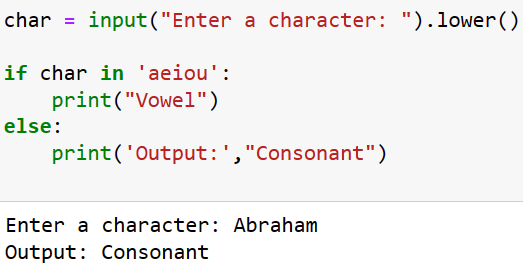 char = input("Enter a character: ").lower()
if char in 'aeiou':
    print("Vowel")
else:
    print('Output:',"Consonant")
Enter a character: Abraham
Output: Consonant